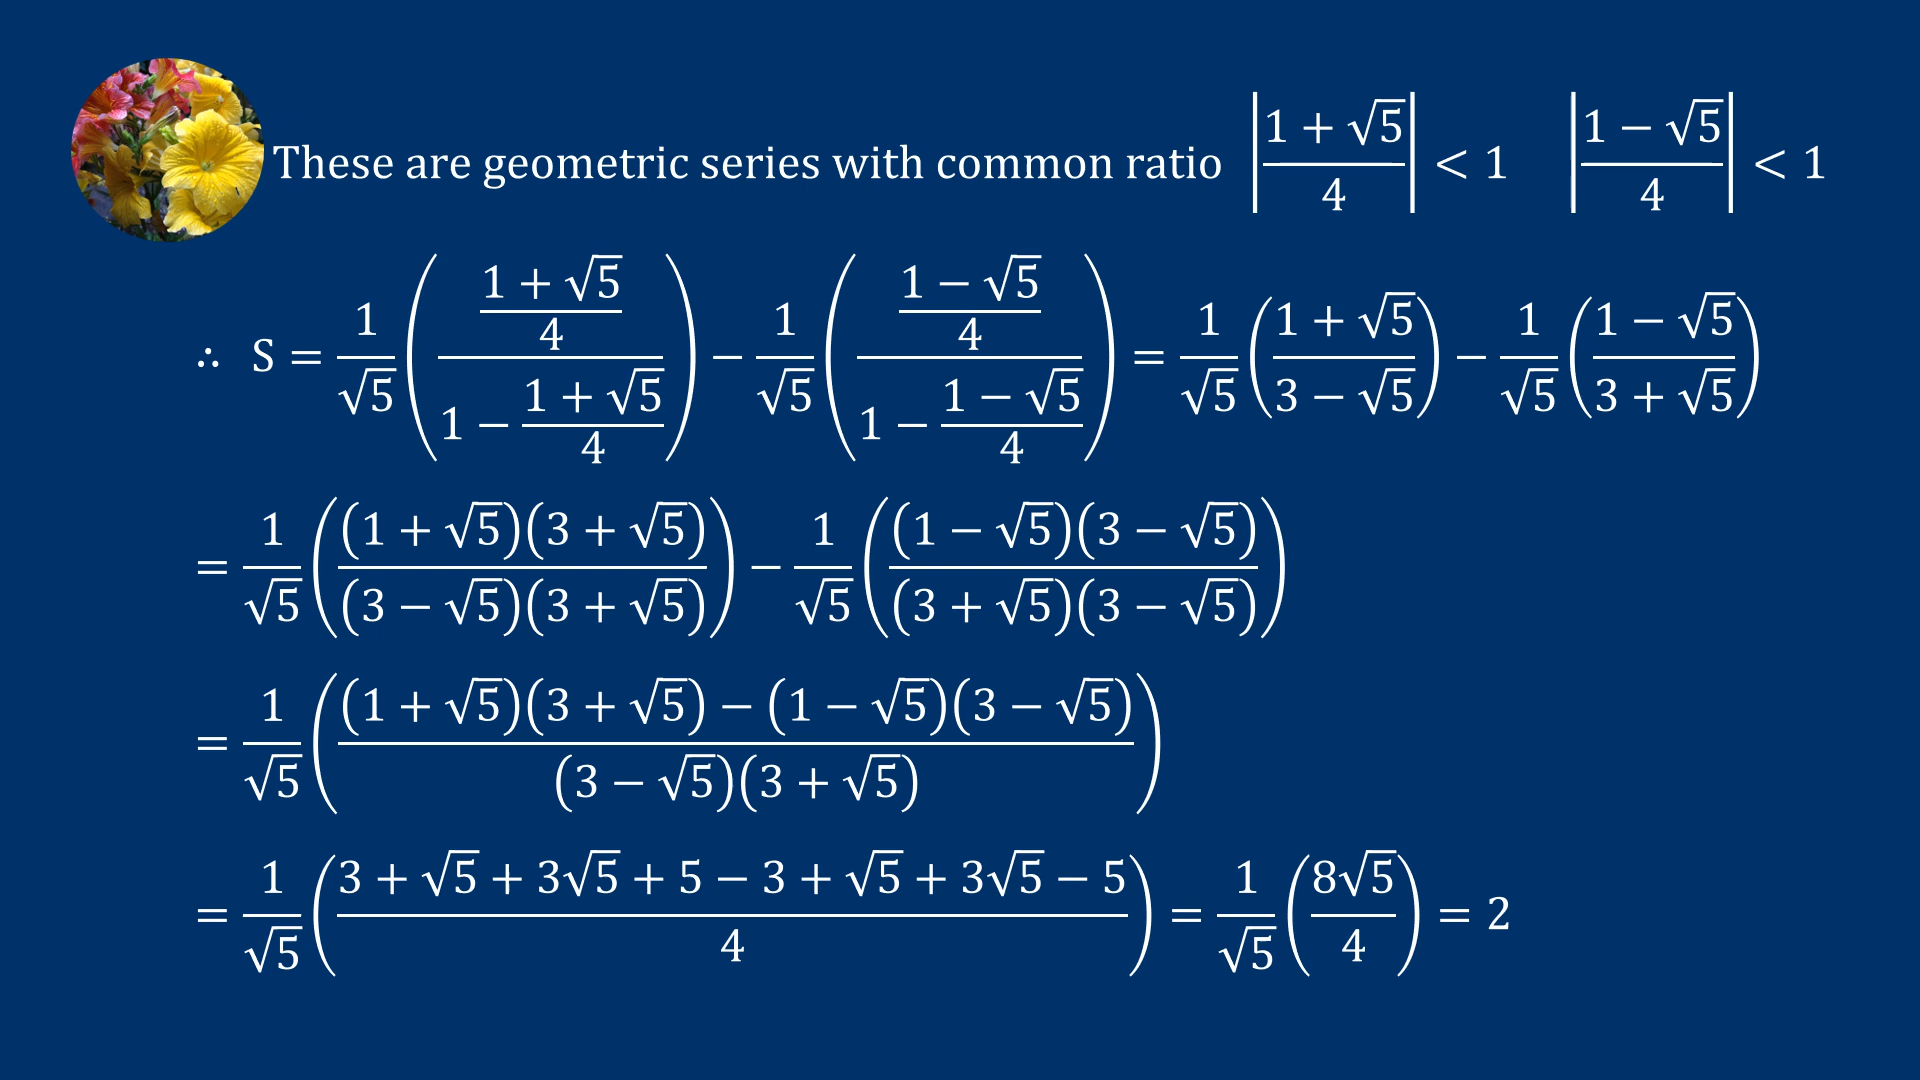 These are geometric series with common ratio |(1 + √5)/4| < 1 |(1 − √5)/4| < 1
∴ S = 1/√5 (((1 + √5)/4)/(1 − (1 + √5)/4)) − 1/√5 (((1 − √5)/4)/(1 − (1 − √5)/4)) = 1/√5 ((1 + √5)/(3 − √5)) − 1/√5 ((1 − √5)/(3 + √5))
= 1/√5 (((1 + √5)(3 + √5))/((3 − √5)(3 + √5))) − 1/√5 (((1 − √5)(3 − √5))/((3 + √5)(3 − √5)))
= 1/√5 (((1 + √5)(3 + √5) − (1 − √5)(3 − √5))/((3 − √5)(3 + √5)))
= 1/√5 ((3 + √5 + 3√5 + 5 − 3 + √5 + 3√5 − 5)/4) = 1/√5 (8√5/4) = 2